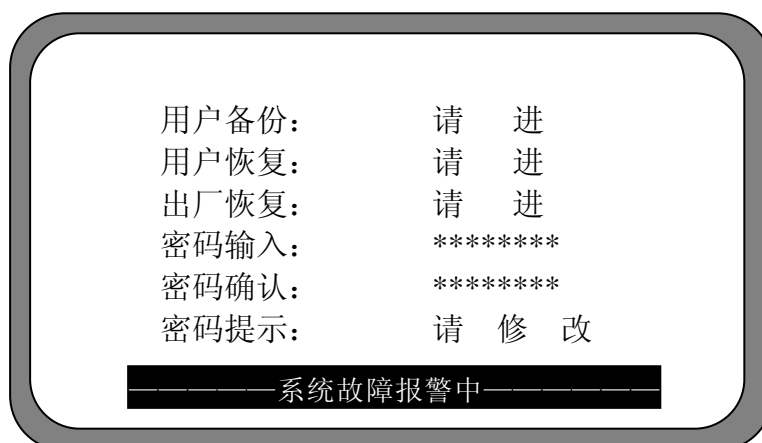 用户备份： 请 进
用户恢复： 请 进
出厂恢复： 请 进
密码输入： ********
密码确认： ********
密码提示： 请 修 改
—————系统故障报警中——————